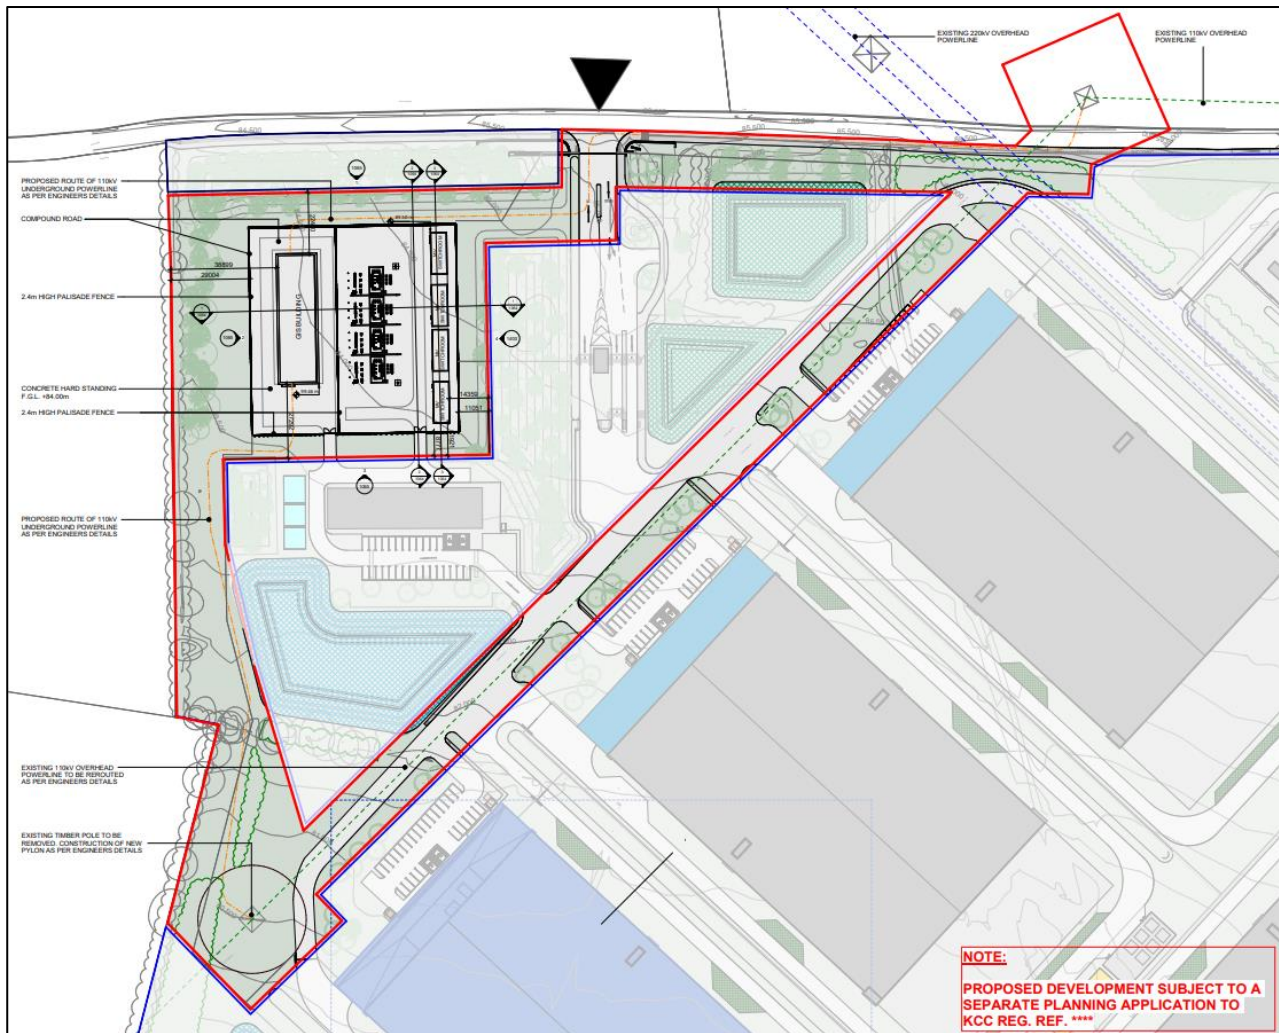 EXISTING 220kV OVERHEAD
POWERLINE
EXISTING 110kV OVERHEAD
POWERLINE
PROPOSED ROUTE OF 110kV
UNDERGROUND POWERLINE
AS PER ENGINEERS DETAILS
COMPOUND ROAD
36899
29004
2.4m HIGH PALISADE FENCE
GIS BUILDING
CONCRETE HARD STANDING
F.G.L. +84.00m
2.4m HIGH PALISADE FENCE
14359
11057
PROPOSED ROUTE OF 110kV
UNDERGROUND POWERLINE
AS PER ENGINEERS DETAILS
EXISTING 110kV OVERHEAD
POWERLINE TO BE REROUTED
AS PER ENGINEERS DETAILS
EXISTING TIMBER POLE TO BE
REMOVED. CONSTRUCTION OF NEW
PYLON AS PER ENGINEERS DETAILS
NOTE:
PROPOSED DEVELOPMENT SUBJECT TO A
SEPARATE PLANNING APPLICATION TO
KCC REG. REF. ****